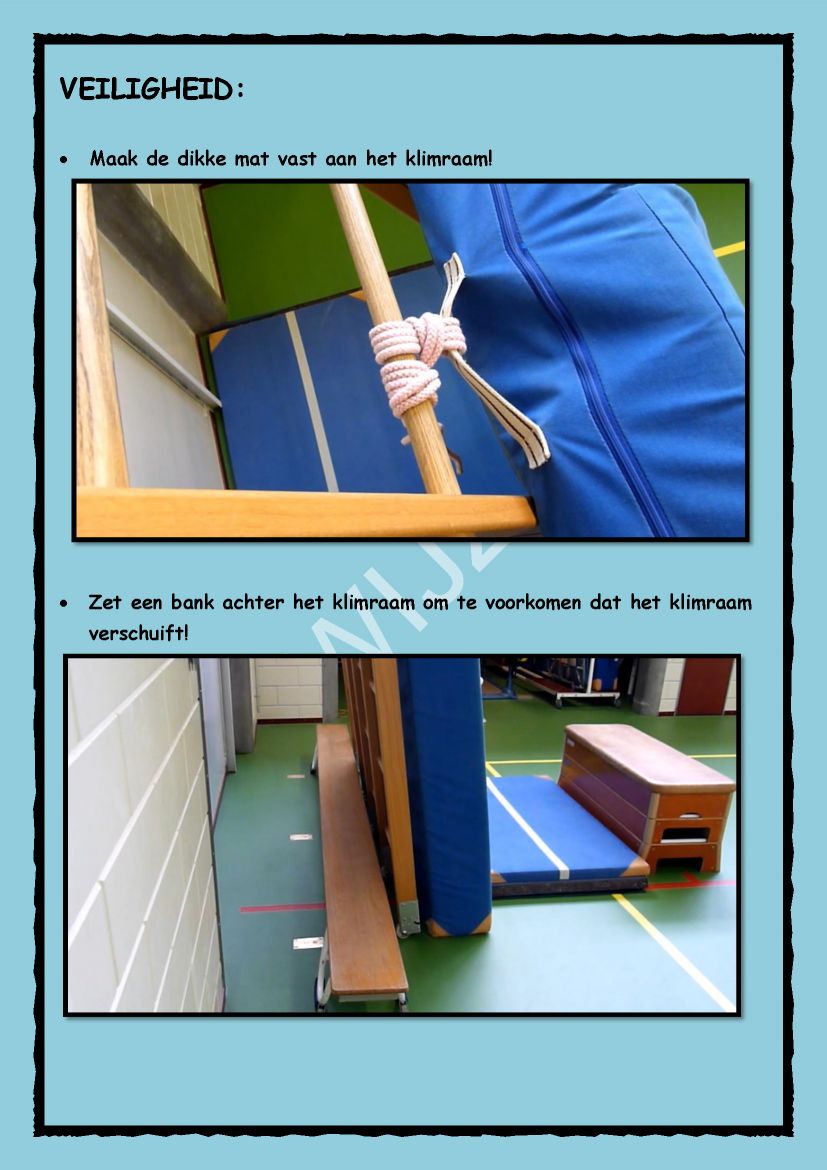 VEILIGHEID:
• Maak de dikke mat vast aan het klimraam!
• Zet een bank achter het klimraam om te voorkomen dat het klimraam
verschuift!